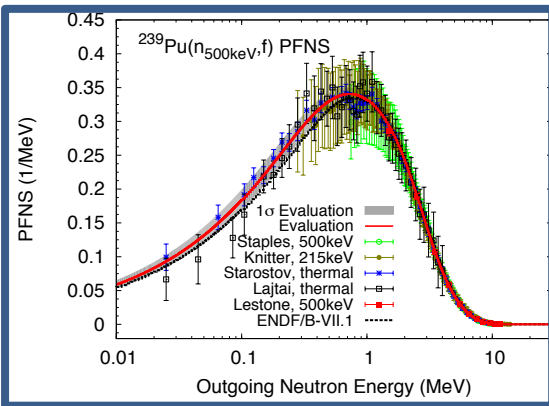 ²³⁹Pu(n₅₀₀ₖₑᵥ,f) PFNS
PFNS (1/MeV)
0.45
0.4
0.35
0.3
0.25
0.2
0.15
0.1
0.05
0
1σ Evaluation
Evaluation
Staples, 500keV
Knitter, 215keV
Starostov, thermal
Lajtai, thermal
Lestone, 500keV
ENDF/B-VII.1
0.01 0.1 1 10
Outgoing Neutron Energy (MeV)